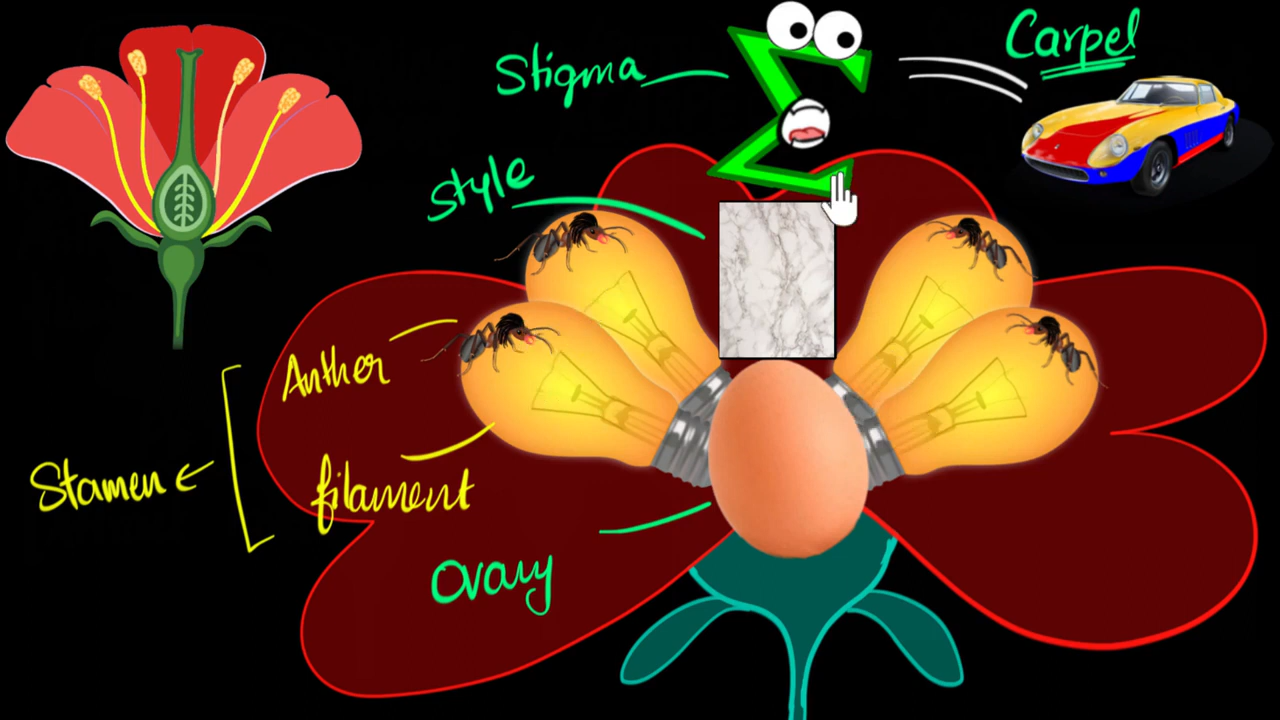 Carpel
Stigma
Style
Anther
Stamen
filament
Ovary